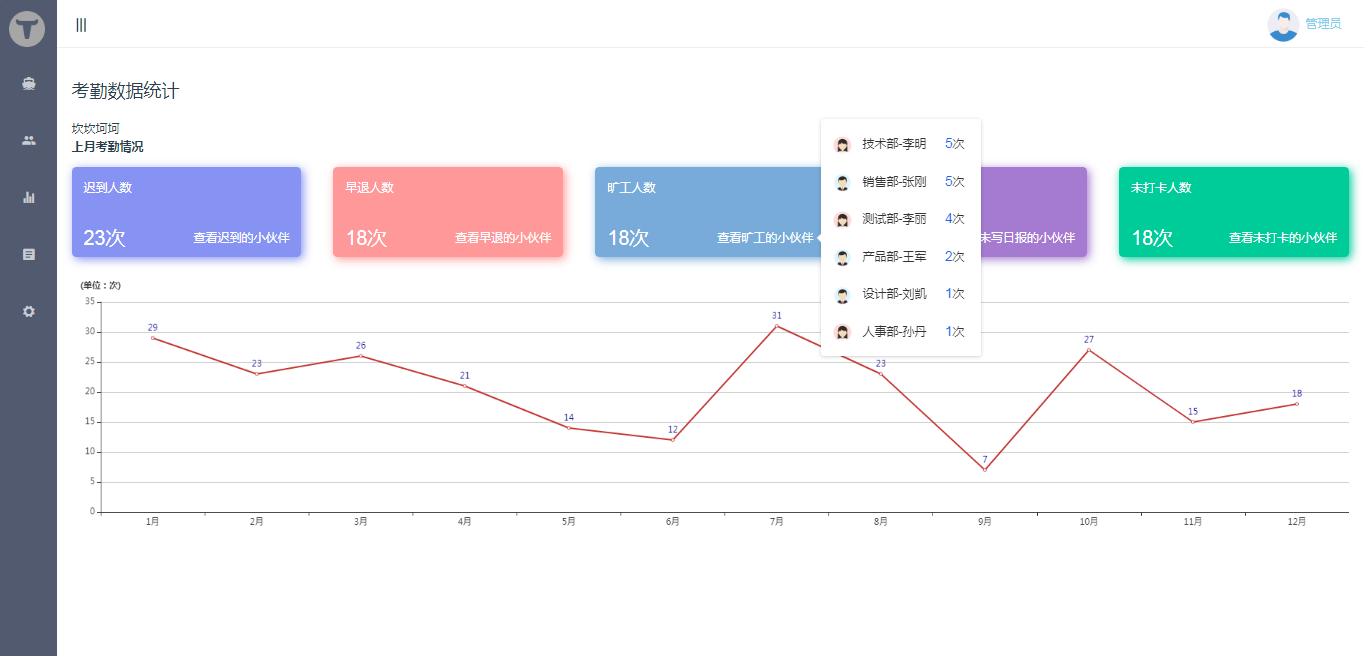 |||
管理员
考勤数据统计
坎坎坷坷
上月考勤情况
迟到人数
23次
查看迟到的小伙伴
早退人数
18次
查看早退的小伙伴
旷工人数
18次
查看旷工的小伙伴
技术部-李明 5次
销售部-张刚 5次
测试部-李丽 4次
产品部-王军 2次
设计部-刘凯 1次
人事部-孙丹 1次
未写日报的小伙伴
未打卡人数
18次
查看未打卡的小伙伴
(单位：次)
35
30
25
20
15
10
5
0
29
23
26
21
14
12
31
23
7
27
15
18
1月 2月 3月 4月 5月 6月 7月 8月 9月 10月 11月 12月